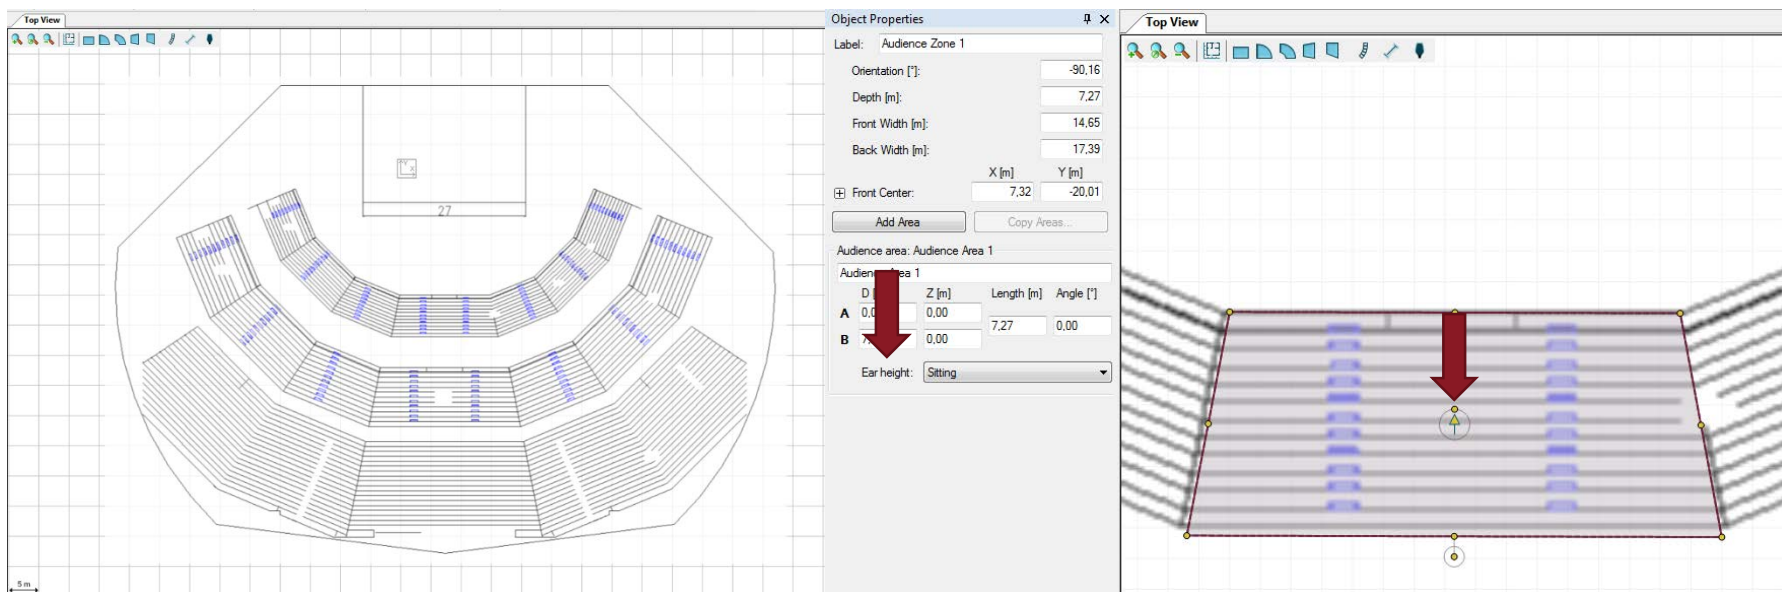 Top View
27
5 m
Object Properties
Label: Audience Zone 1
Orientation [°]: -90,16
Depth [m]: 7,27
Front Width [m]: 14,65
Back Width [m]: 17,39
X [m] Y [m]
Front Center: 7,32 -20,01
Add Area Copy Areas...
Audience area: Audience Area 1
Area 1
Z [m] Length [m] Angle [°]
A 0,00
7,27 0,00
B 0,00
Ear height: Sitting
Top View